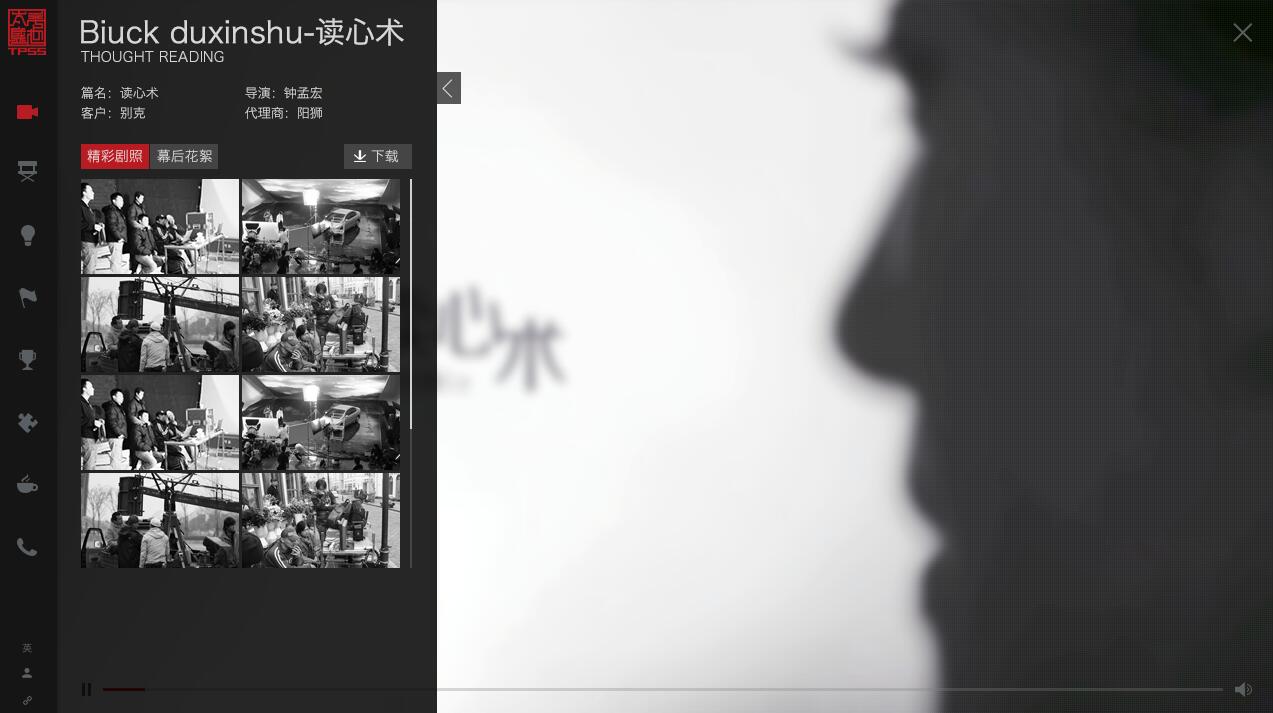 TPSS
Biuck duxinshu-读心术
THOUGHT READING
篇名：读心术
导演：钟孟宏
客户：别克
代理商：阳狮
精彩剧照
幕后花絮
下载
心术
英